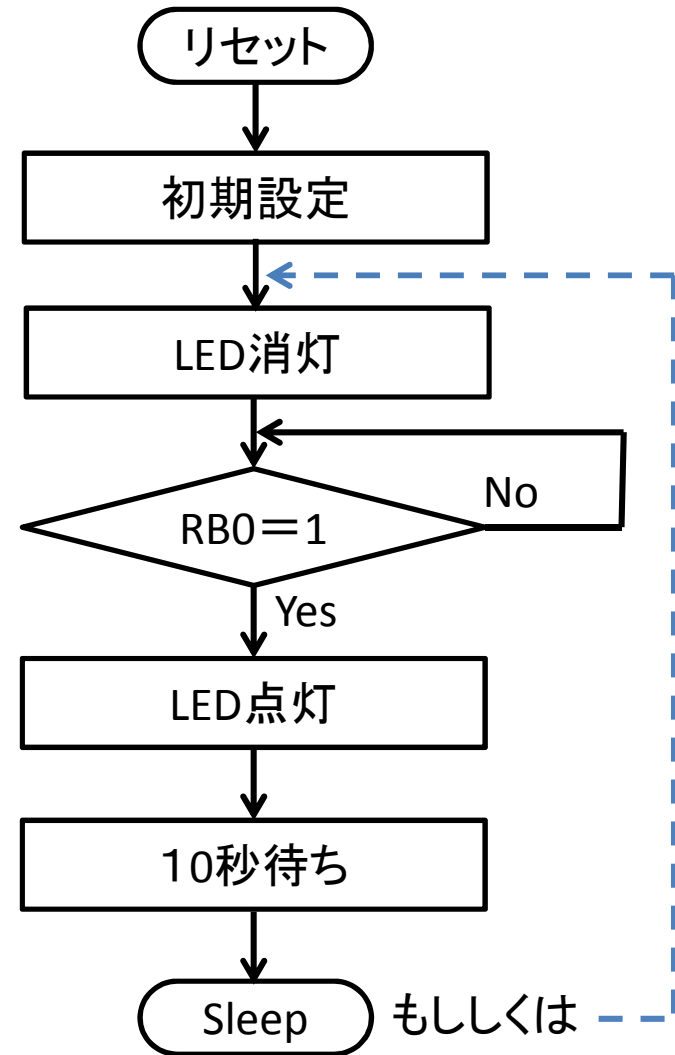 リセット
初期設定
LED消灯
RB0＝1
No
Yes
LED点灯
１0秒待ち
Sleep
もししくは